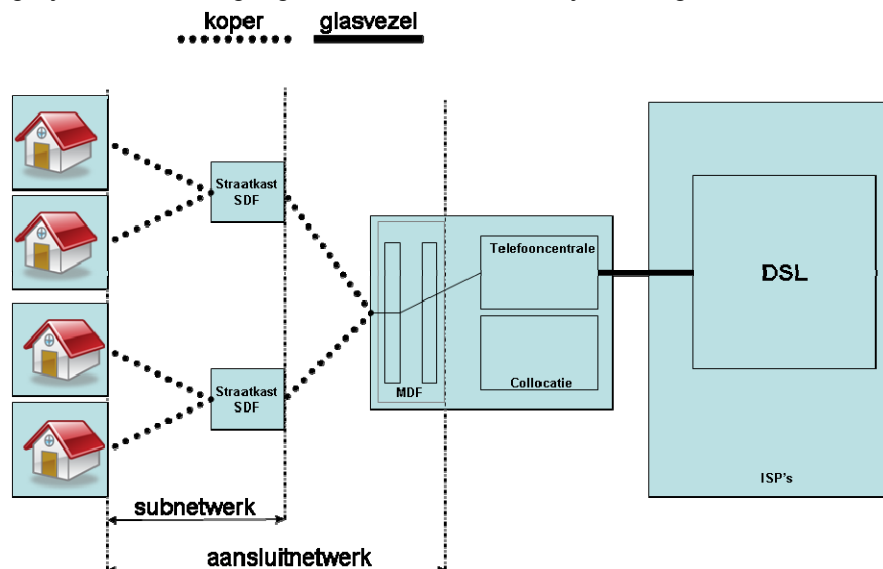 koper glasvezel
Straatkast
SDF
Telefooncentrale
DSL
Straatkast
SDF
MDF
Collocatie
ISP's
subnetwerk
aansluitnetwerk